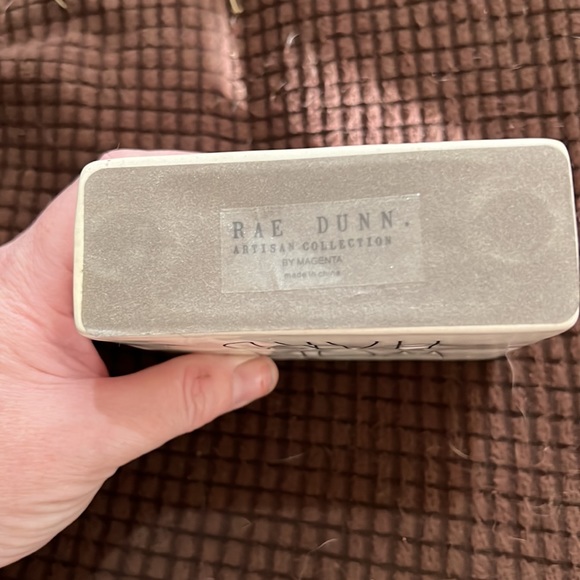 RAE DUNN.
ARTISAN COLLECTION
BY MAGENTA
made in china